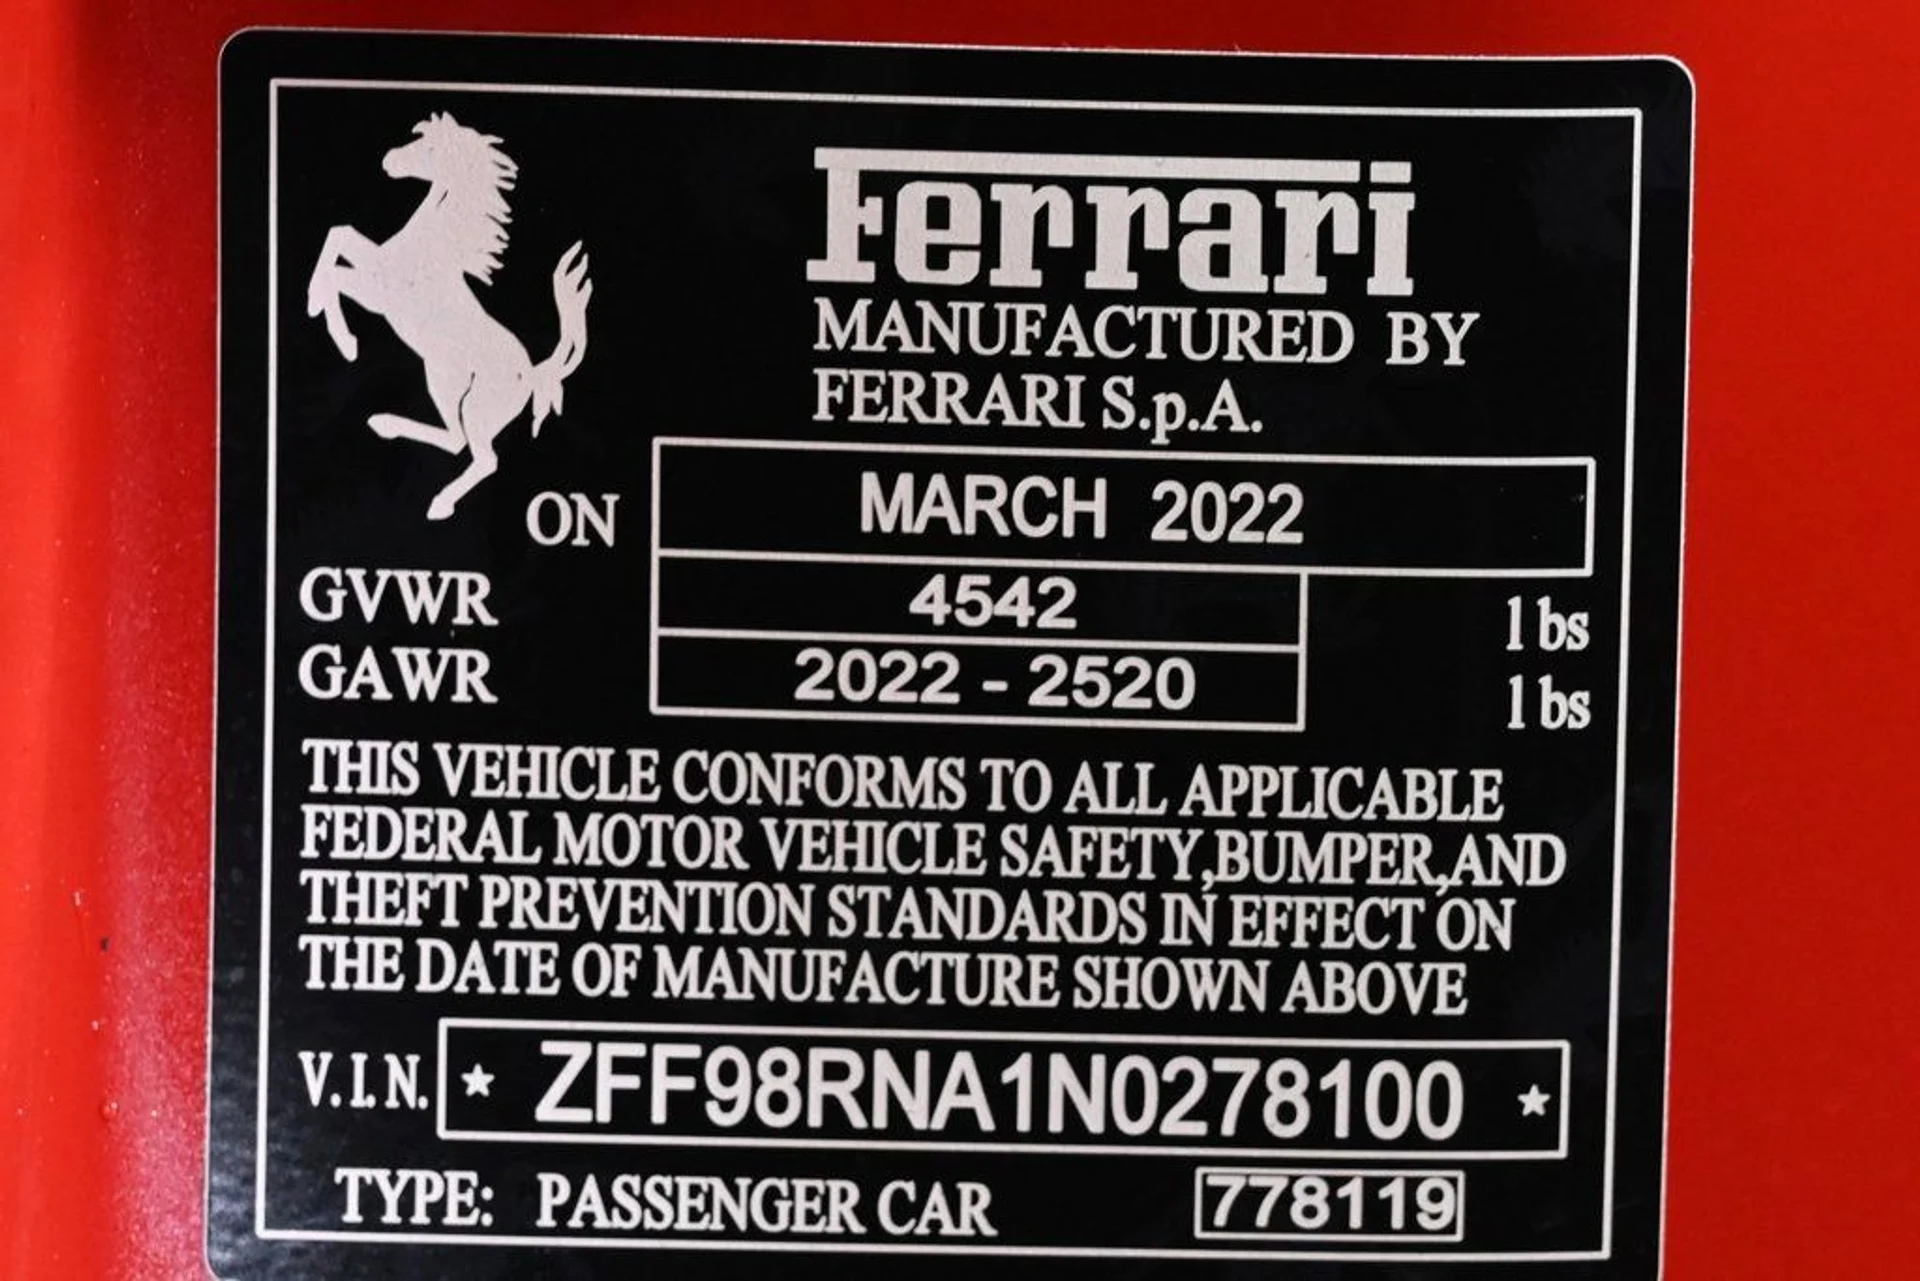 Ferrari
MANUFACTURED BY
FERRARI S.p.A.
ON MARCH 2022
GVWR 4542 lbs
GAWR 2022 - 2520 lbs
THIS VEHICLE CONFORMS TO ALL APPLICABLE
FEDERAL MOTOR VEHICLE SAFETY,BUMPER,AND
THEFT PREVENTION STANDARDS IN EFFECT ON
THE DATE OF MANUFACTURE SHOWN ABOVE
V.I.N. ★ ZFF98RNA1N0278100 ★
TYPE: PASSENGER CAR 778119